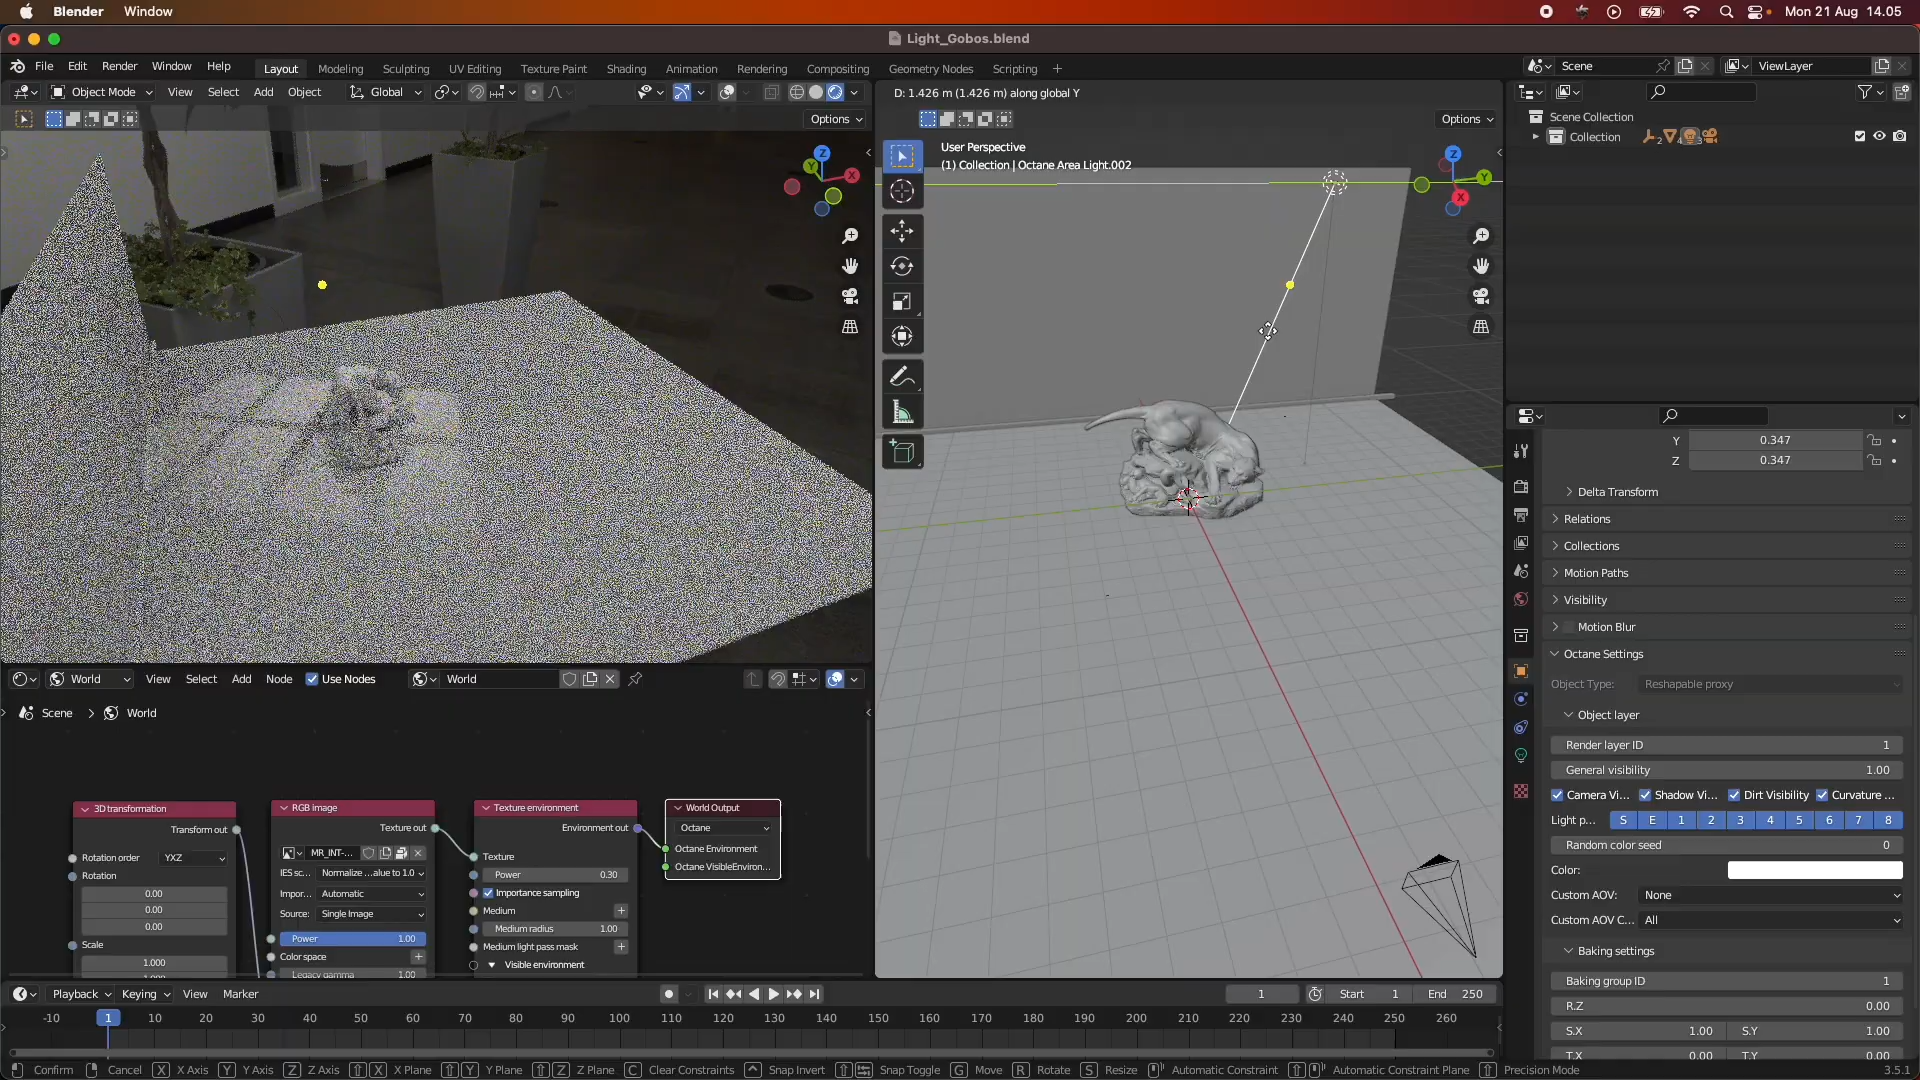 Blender Window
Mon 21 Aug 14.05
Light_Gobos.blend
File Edit Render Window Help
Layout Modeling Sculpting UV Editing Texture Paint Shading Animation Rendering Compositing Geometry Nodes Scripting
Scene ViewLayer
Object Mode View Select Add Object Global
D: 1.426 m (1.426 m) along global Y
Options
Options
User Perspective
(1) Collection | Octane Area Light.002
Z
Y
X
Z
Y
X
Scene Collection
Collection
2
Y 0.347
Z 0.347
Delta Transform
Relations
Collections
Motion Paths
Visibility
Motion Blur
Octane Settings
Object Type: Reshapable proxy
Object layer
Render layer ID 1
General visibility 1.00
Camera Vi... Shadow Vi... Dirt Visibility Curvature ...
Light p... S E 1 2 3 4 5 6 7 8
Random color seed 0
Color:
Custom AOV: None
Custom AOV C... All
Baking settings
Baking group ID 1
R.Z 0.00
S.X 1.00 S.Y 1.00
T.X 0.00 T.Y 0.00
World View Select Add Node Use Nodes World
Scene > World
3D transformation
Transform out
Rotation order YXZ
Rotation
0.00
0.00
0.00
Scale
1.000
RGB image
Texture out
MR_INT-...
IES sc... Normalize ...alue to 1.0
Impor... Automatic
Source: Single Image
Power 1.00
Color space
Legacy gamma 1.00
Texture environment
Environment out
Texture
Power 0.30
Importance sampling
Medium
Medium radius 1.00
Medium light pass mask
Visible environment
World Output
Octane
Octane Environment
Octane VisibleEnviron...
Playback Keying View Marker
1 Start 1 End 250
-10 1 10 20 30 40 50 60 70 80 90 100 110 120 130 140 150 160 170 180 190 200 210 220 230 240 250 260
Confirm Cancel X X Axis Y Y Axis Z Z Axis X X Plane Y Y Plane Z Z Plane C Clear Constraints Snap Invert Snap Toggle G Move R Rotate S Resize Automatic Constraint Automatic Constraint Plane Precision Mode
3.5.1